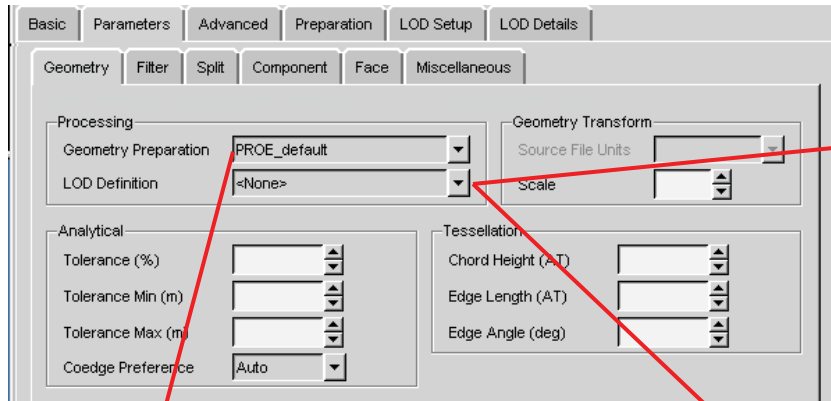 Basic Parameters Advanced Preparation LOD Setup LOD Details
Geometry Filter Split Component Face Miscellaneous
Processing
Geometry Preparation PROE_default
LOD Definition <None>
Geometry Transform
Source File Units
Scale
Analytical
Tolerance (%)
Tolerance Min (m)
Tolerance Max (m)
Coedge Preference Auto
Tessellation
Chord Height (AT)
Edge Length (AT)
Edge Angle (deg)